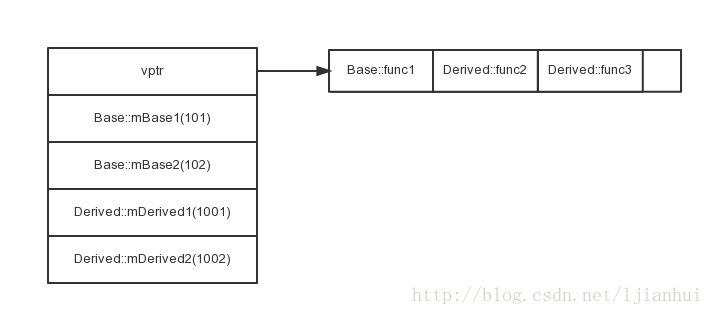 vptr
Base::func1
Derived::func2
Derived::func3
Base::mBase1(101)
Base::mBase2(102)
Derived::mDerived1(1001)
Derived::mDerived2(1002)
http://blog.csdn.net/ljianhui